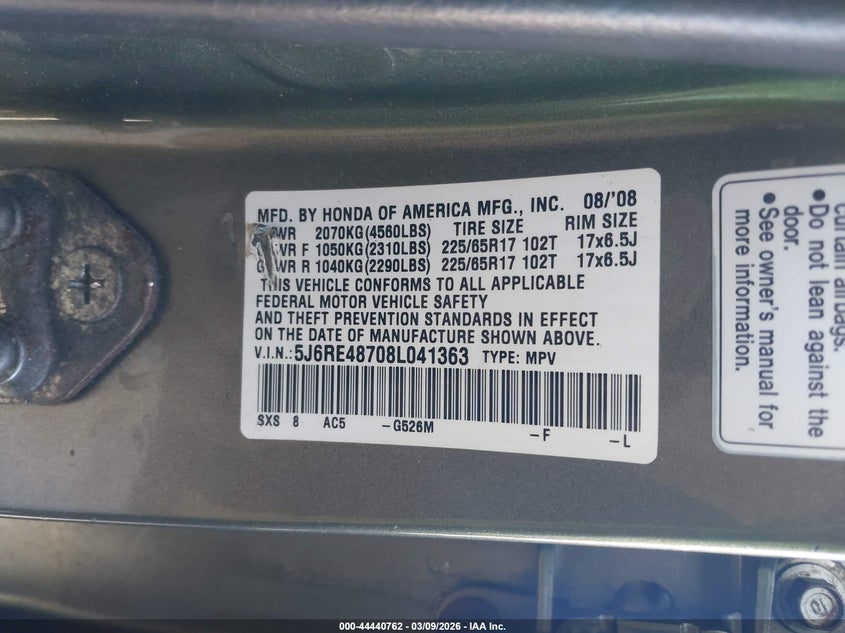 MFD. BY HONDA OF AMERICA MFG., INC. 08/'08
WR 2070KG(4560LBS) TIRE SIZE RIM SIZE
WR F 1050KG(2310LBS) 225/65R17 102T 17x6.5J
G WR R 1040KG(2290LBS) 225/65R17 102T 17x6.5J
THIS VEHICLE CONFORMS TO ALL APPLICABLE
FEDERAL MOTOR VEHICLE SAFETY
AND THEFT PREVENTION STANDARDS IN EFFECT
ON THE DATE OF MANUFACTURE SHOWN ABOVE.
V.I.N.: 5J6RE48708L041363 TYPE: MPV
SXS 8 AC5 -G526M -F -L
Curtain airbags.
● Do not lean against the
door.
● See owner's manual for
more information.
10
000-44440762 - 03/09/2026 - IAA Inc.